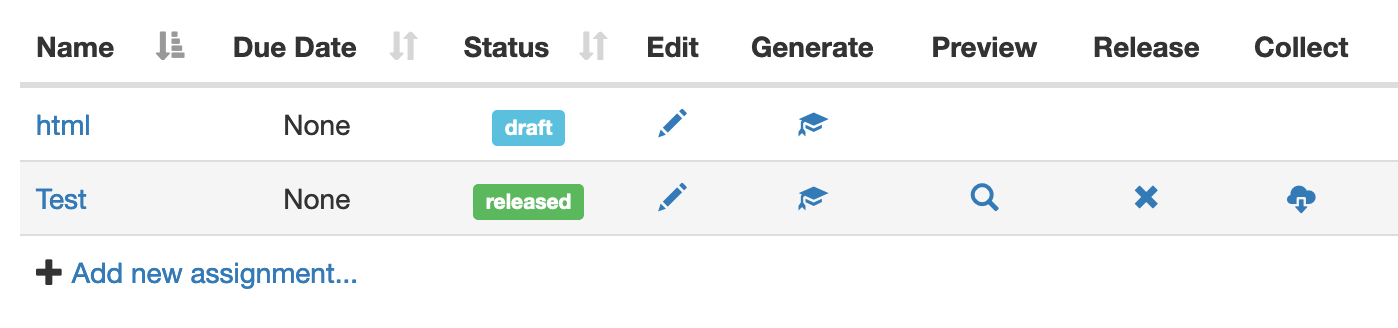 Name Due Date Status Edit Generate Preview Release Collect
html None draft
Test None released
Add new assignment...